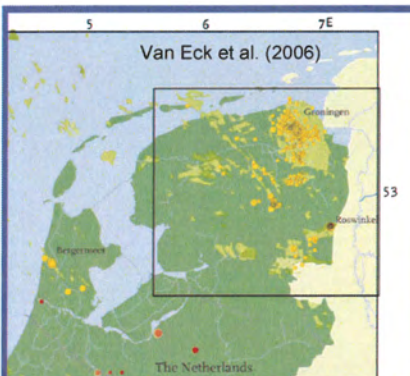 5 6 7E
Van Eck et al. (2006)
Groningen
53
Roswinkel
Bergermeer
The Netherlands